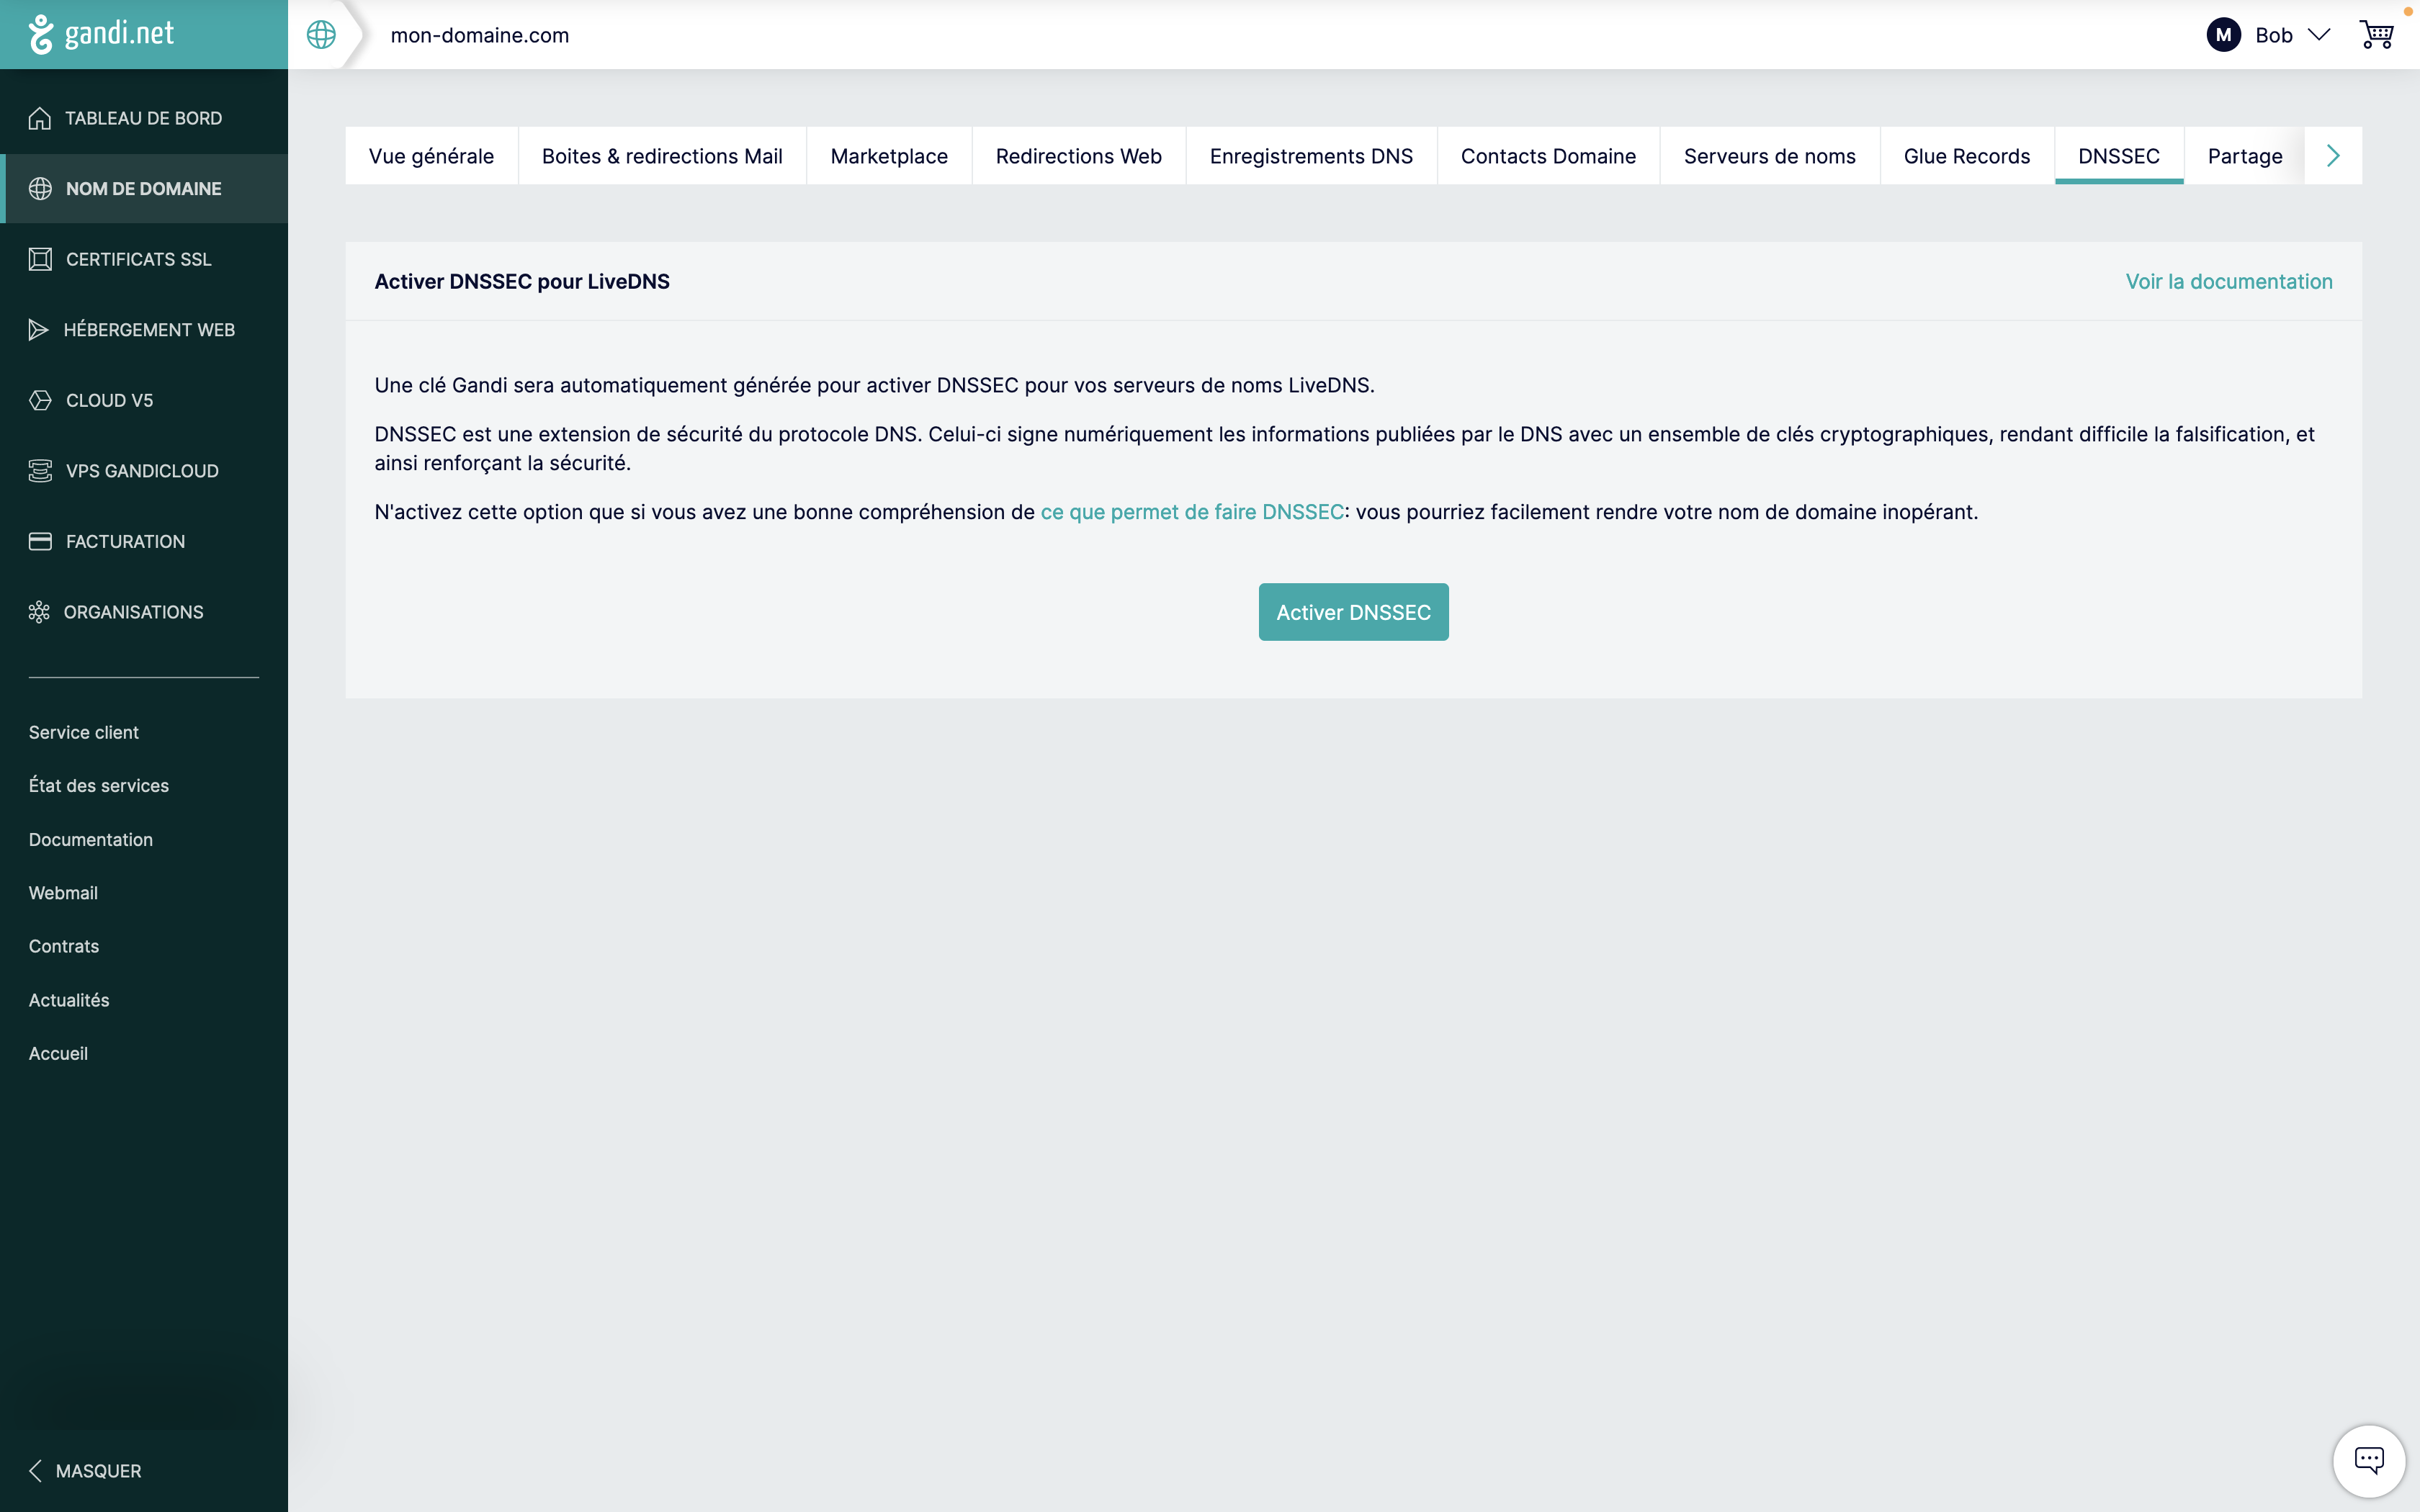 gandi.net
mon-domaine.com
M Bob
TABLEAU DE BORD
NOM DE DOMAINE
CERTIFICATS SSL
HÉBERGEMENT WEB
CLOUD V5
VPS GANDICLOUD
FACTURATION
ORGANISATIONS
Service client
État des services
Documentation
Webmail
Contrats
Actualités
Accueil
MASQUER
Vue générale Boites & redirections Mail Marketplace Redirections Web Enregistrements DNS Contacts Domaine Serveurs de noms Glue Records DNSSEC Partage
Activer DNSSEC pour LiveDNS Voir la documentation
Une clé Gandi sera automatiquement générée pour activer DNSSEC pour vos serveurs de noms LiveDNS.
DNSSEC est une extension de sécurité du protocole DNS. Celui-ci signe numériquement les informations publiées par le DNS avec un ensemble de clés cryptographiques, rendant difficile la falsification, et
ainsi renforçant la sécurité.
N'activez cette option que si vous avez une bonne compréhension de ce que permet de faire DNSSEC: vous pourriez facilement rendre votre nom de domaine inopérant.
Activer DNSSEC